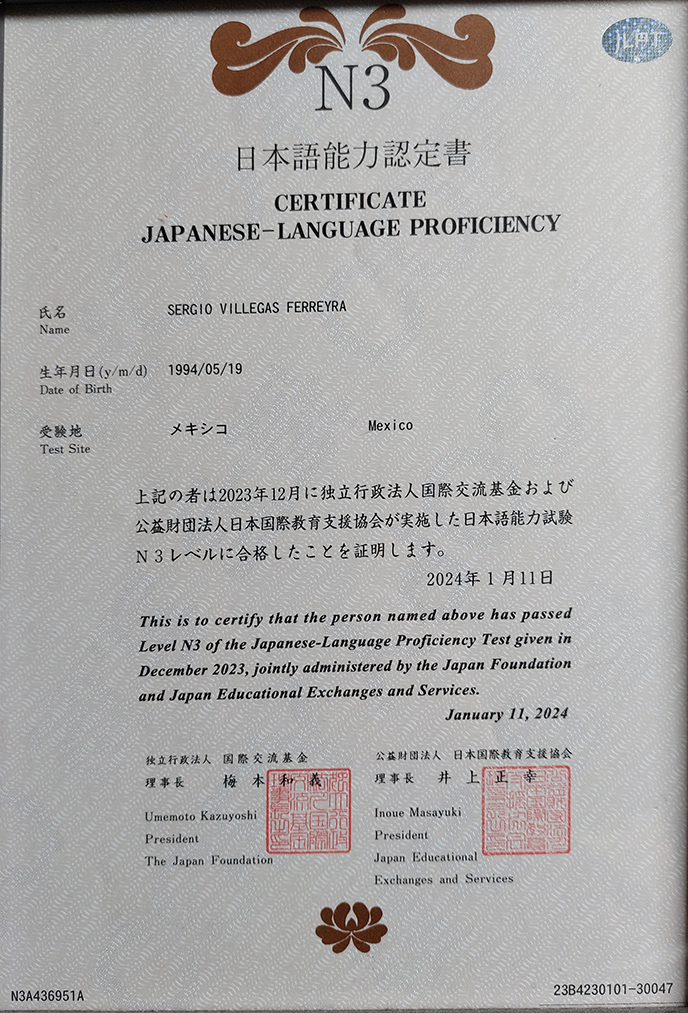 JLPT
N3
日本語能力認定書
CERTIFICATE
JAPANESE-LANGUAGE PROFICIENCY
氏名 SERGIO VILLEGAS FERREYRA
Name
生年月日(y/m/d) 1994/05/19
Date of Birth
受験地 メキシコ Mexico
Test Site
上記の者は2023年12月に独立行政法人国際交流基金および
公益財団法人日本国際教育支援協会が実施した日本語能力試験
N3レベルに合格したことを証明します。
2024年1月11日
This is to certify that the person named above has passed
Level N3 of the Japanese-Language Proficiency Test given in
December 2023, jointly administered by the Japan Foundation
and Japan Educational Exchanges and Services.
January 11, 2024
独立行政法人 国際交流基金
理事長 梅本和義
Umemoto Kazuyoshi
President
The Japan Foundation
公益財団法人 日本国際教育支援協会
理事長 井上正幸
Inoue Masayuki
President
Japan Educational
Exchanges and Services
N3A436951A
23B4230101-30047